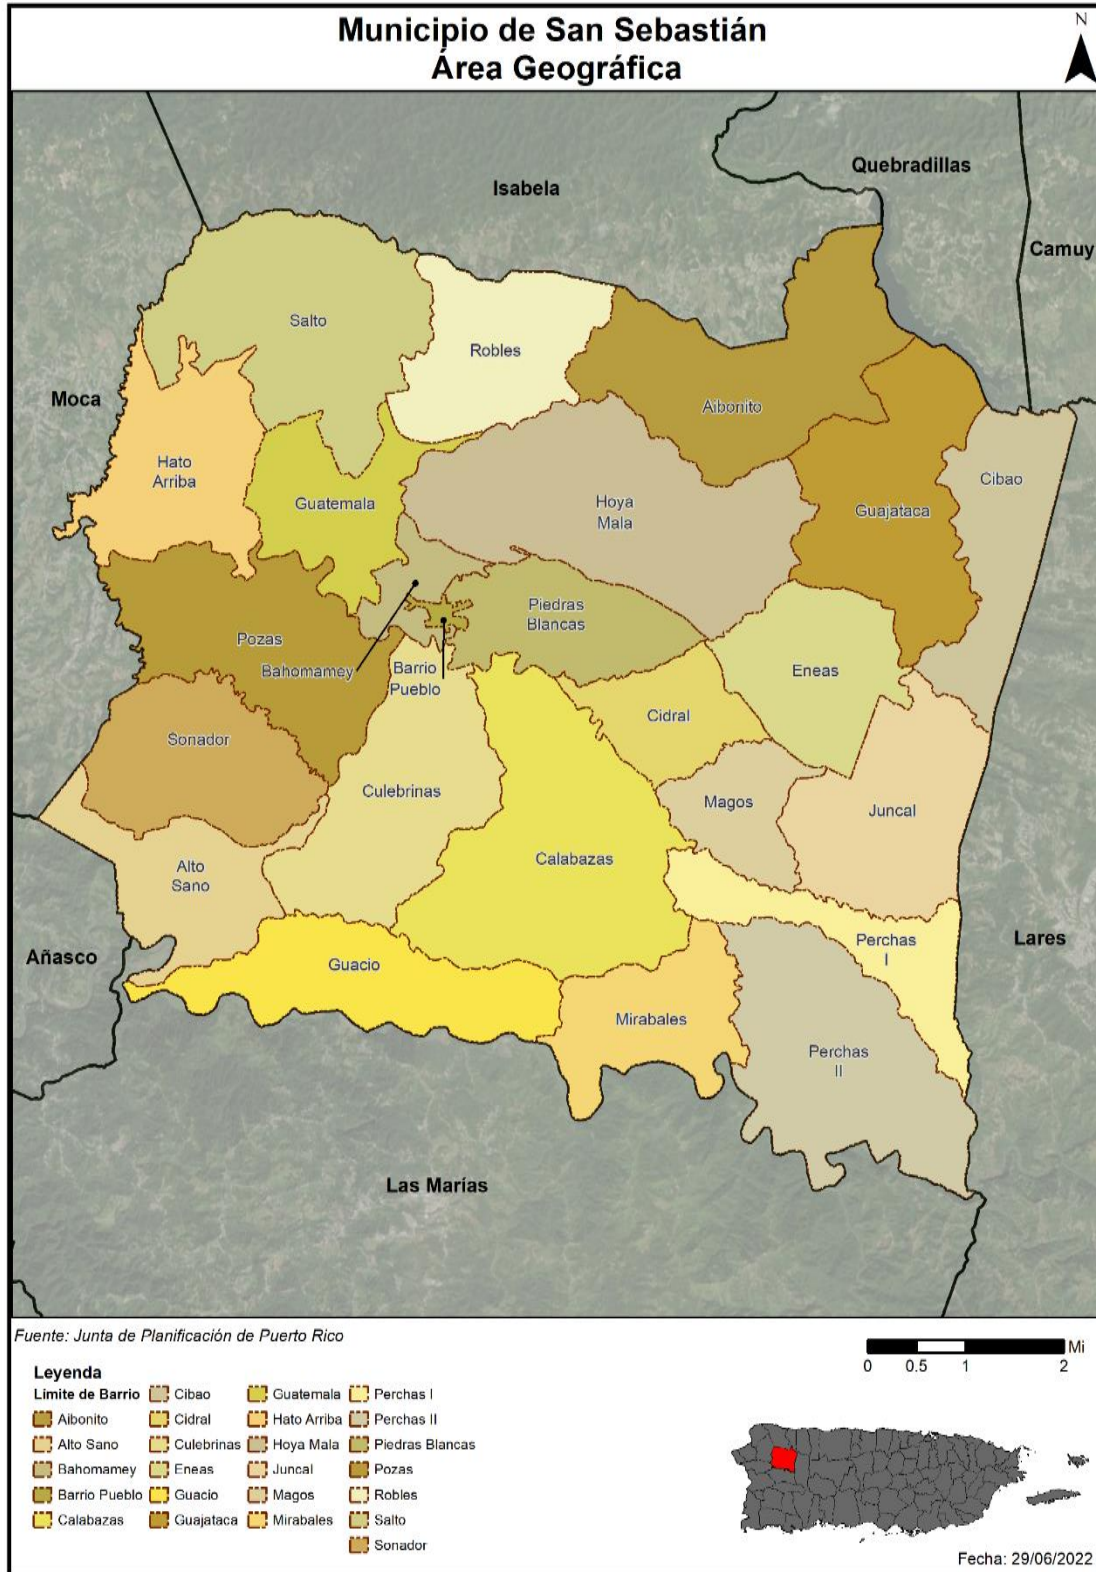 Municipio de San Sebastián
Área Geográfica
N
Quebradillas
Isabela
Camuy
Salto
Robles
Moca
Aibonito
Hato
Arriba
Cibao
Guatemala
Hoya
Mala
Guajataca
Piedras
Blancas
Pozas
Bahomamey
Barrio
Pueblo
Eneas
Cidral
Sonador
Culebrinas
Magos
Juncal
Alto
Sano
Calabazas
Perchas
I
Lares
Añasco
Guacio
Mirabales
Perchas
II
Las Marías
Fuente: Junta de Planificación de Puerto Rico
Mi
0 0.5 1 2
Leyenda
Límite de Barrio
Aibonito
Alto Sano
Bahomamey
Barrio Pueblo
Calabazas
Cibao
Cidral
Culebrinas
Eneas
Guacio
Guajataca
Guatemala
Hato Arriba
Hoya Mala
Juncal
Magos
Mirabales
Perchas I
Perchas II
Piedras Blancas
Pozas
Robles
Salto
Sonador
Fecha: 29/06/2022